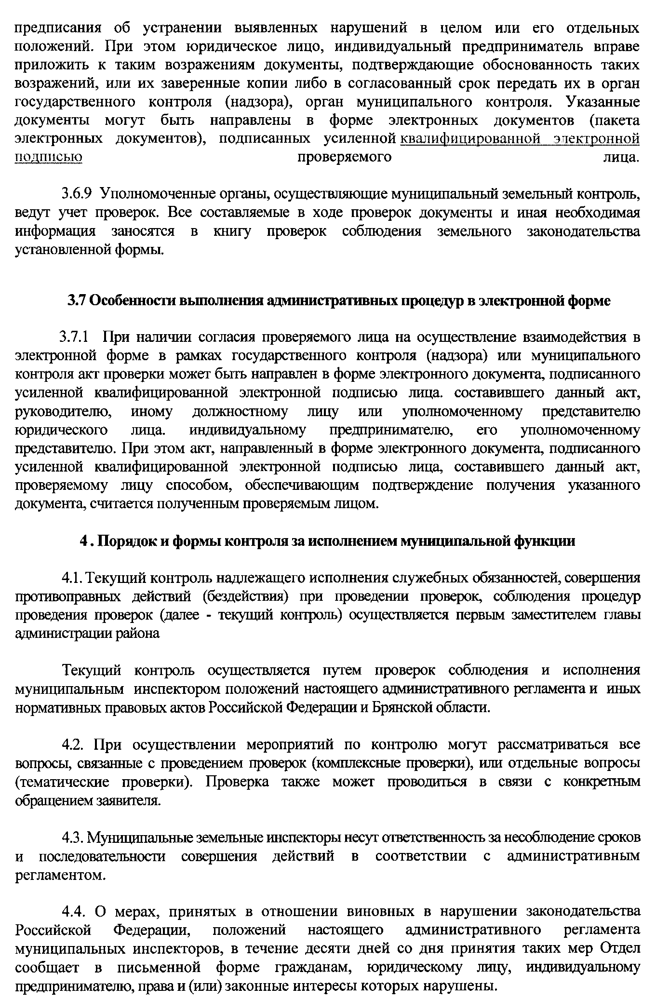 предписания об устранении выявленных нарушений в целом или его отдельных
положений. При этом юридическое лицо, индивидуальный предприниматель вправе
приложить к таким возражениям документы, подтверждающие обоснованность таких
возражений, или их заверенные копии либо в согласованный срок передать их в орган
государственного контроля (надзора), орган муниципального контроля. Указанные
документы могут быть направлены в форме электронных документов (пакета
электронных документов), подписанных усиленной квалифицированной электронной
подписью проверяемого лица.
3.6.9 Уполномоченные органы, осуществляющие муниципальный земельный контроль,
ведут учет проверок. Все составляемые в ходе проверок документы и иная необходимая
информация заносятся в книгу проверок соблюдения земельного законодательства
установленной формы.
3.7 Особенности выполнения административных процедур в электронной форме
3.7.1 При наличии согласия проверяемого лица на осуществление взаимодействия в
электронной форме в рамках государственного контроля (надзора) или муниципального
контроля акт проверки может быть направлен в форме электронного документа, подписанного
усиленной квалифицированной электронной подписью лица. составившего данный акт,
руководителю, иному должностному лицу или уполномоченному представителю
юридического лица. индивидуальному предпринимателю, его уполномоченному
представителю. При этом акт, направленный в форме электронного документа, подписанного
усиленной квалифицированной электронной подписью лица, составившего данный акт,
проверяемому лицу способом, обеспечивающим подтверждение получения указанного
документа, считается полученным проверяемым лицом.
4 . Порядок и формы контроля за исполнением муниципальной функции
4.1. Текущий контроль надлежащего исполнения служебных обязанностей, совершения
противоправных действий (бездействия) при проведении проверок, соблюдения процедур
проведения проверок (далее - текущий контроль) осуществляется первым заместителем главы
администрации района
Текущий контроль осуществляется путем проверок соблюдения и исполнения
муниципальным инспектором положений настоящего административного регламента и иных
нормативных правовых актов Российской Федерации и Брянской области.
4.2. При осуществлении мероприятий по контролю могут рассматриваться все
вопросы, связанные с проведением проверок (комплексные проверки), или отдельные вопросы
(тематические проверки). Проверка также может проводиться в связи с конкретным
обращением заявителя.
4.3. Муниципальные земельные инспекторы несут ответственность за несоблюдение сроков
и последовательности совершения действий в соответствии с административным
регламентом.
4.4. О мерах, принятых в отношении виновных в нарушении законодательства
Российской Федерации, положений настоящего административного регламента
муниципальных инспекторов, в течение десяти дней со дня принятия таких мер Отдел
сообщает в письменной форме гражданам, юридическому лицу, индивидуальному
предпринимателю, права и (или) законные интересы которых нарушены.